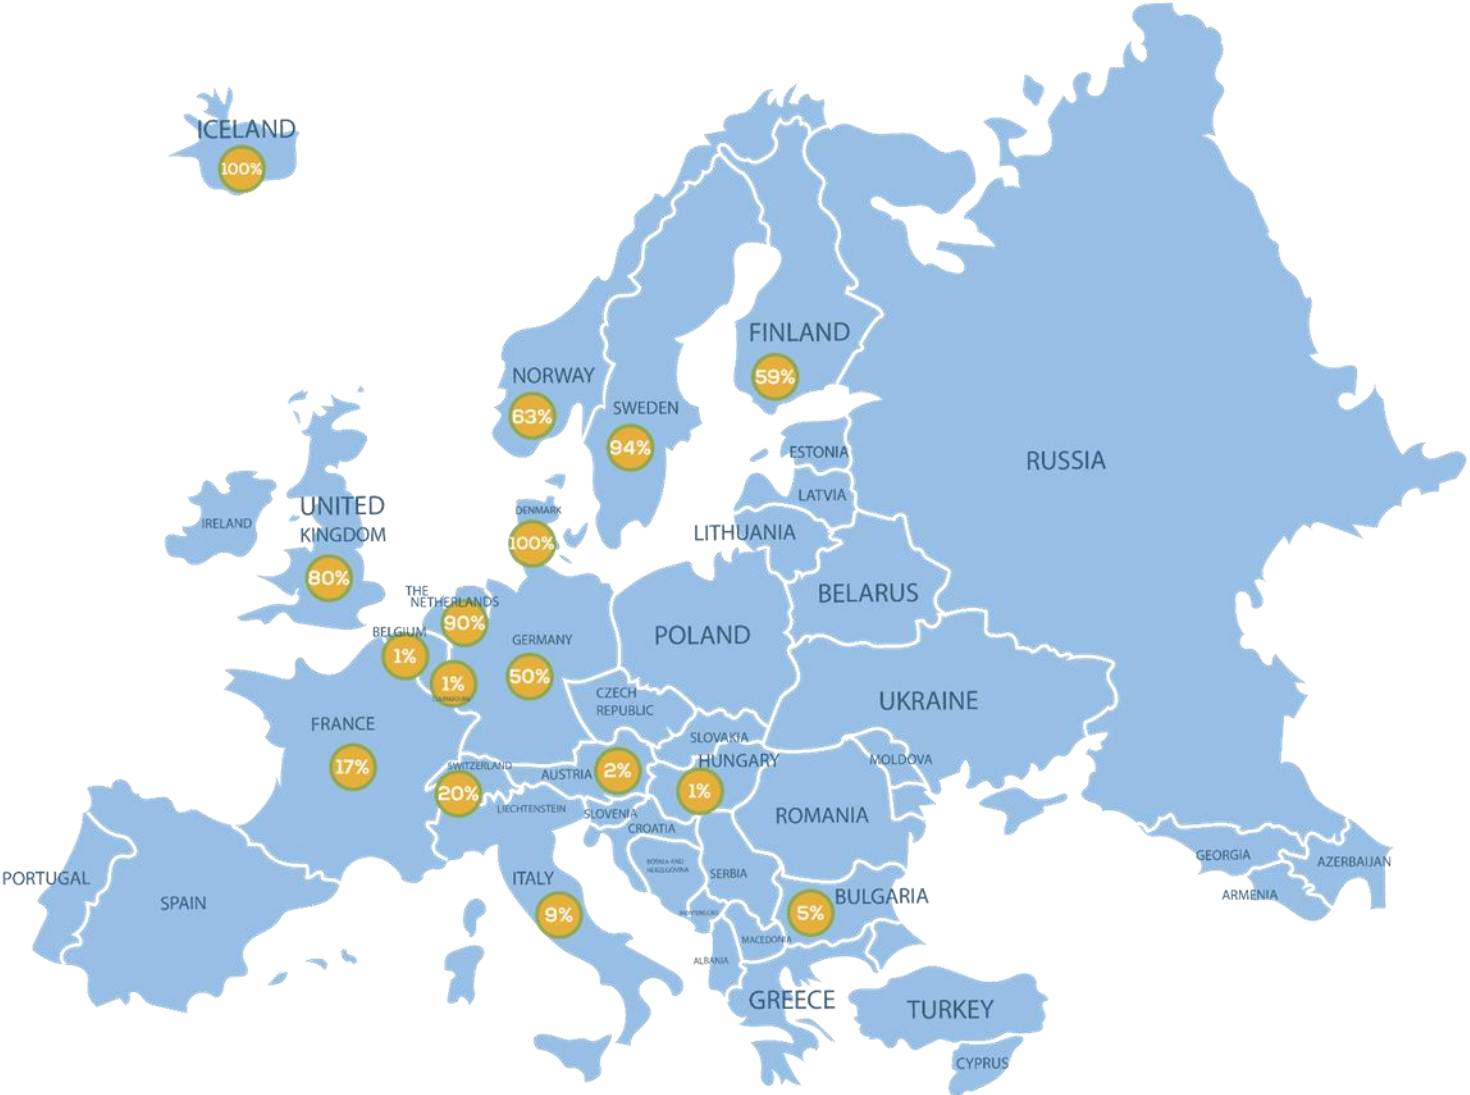 ICELAND
100%
FINLAND
59%
NORWAY
63%
SWEDEN
94%
ESTONIA
RUSSIA
LATVIA
UNITED
KINGDOM
80%
IRELAND
DENMARK
100%
LITHUANIA
BELARUS
THE
NETHERLANDS
90%
BELGIUM
1%
GERMANY
50%
POLAND
1%
CZECH
REPUBLIC
UKRAINE
FRANCE
17%
SLOVAKIA
HUNGARY
1%
MOLDOVA
SWITZERLAND
20%
AUSTRIA
2%
LIECHTENSTEIN
SLOVENIA
CROATIA
ROMANIA
BOSNIA AND
HERZEGOVINA
SERBIA
GEORGIA
AZERBAIJAN
ARMENIA
PORTUGAL
SPAIN
ITALY
9%
BULGARIA
5%
MACEDONIA
ALBANIA
GREECE
TURKEY
CYPRUS